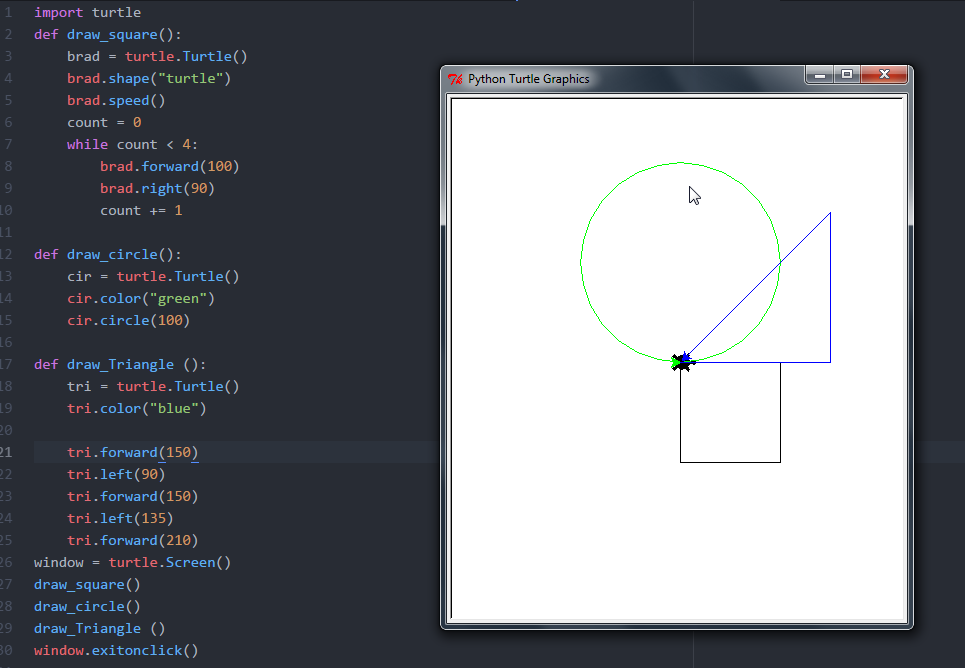 1 import turtle
2 def draw_square():
3     brad = turtle.Turtle()
4     brad.shape("turtle")
5     brad.speed()
6     count = 0
7     while count < 4:
8         brad.forward(100)
9         brad.right(90)
10         count += 1
11
12 def draw_circle():
13     cir = turtle.Turtle()
14     cir.color("green")
15     cir.circle(100)
16
17 def draw_Triangle ():
18     tri = turtle.Turtle()
19     tri.color("blue")
20
21     tri.forward(150)
22     tri.left(90)
23     tri.forward(150)
24     tri.left(135)
25     tri.forward(210)
26 window = turtle.Screen()
27 draw_square()
28 draw_circle()
29 draw_Triangle ()
30 window.exitonclick()
Python Turtle Graphics